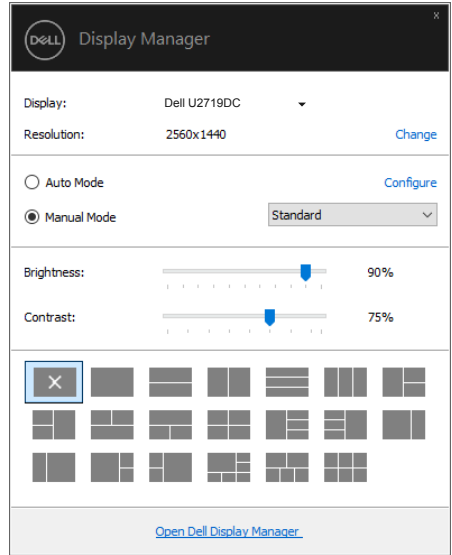 x
DELL Display Manager
Display: Dell U2719DC
Resolution: 2560x1440 Change
Auto Mode Configure
Manual Mode Standard
Brightness: 90%
Contrast: 75%
Open Dell Display Manager